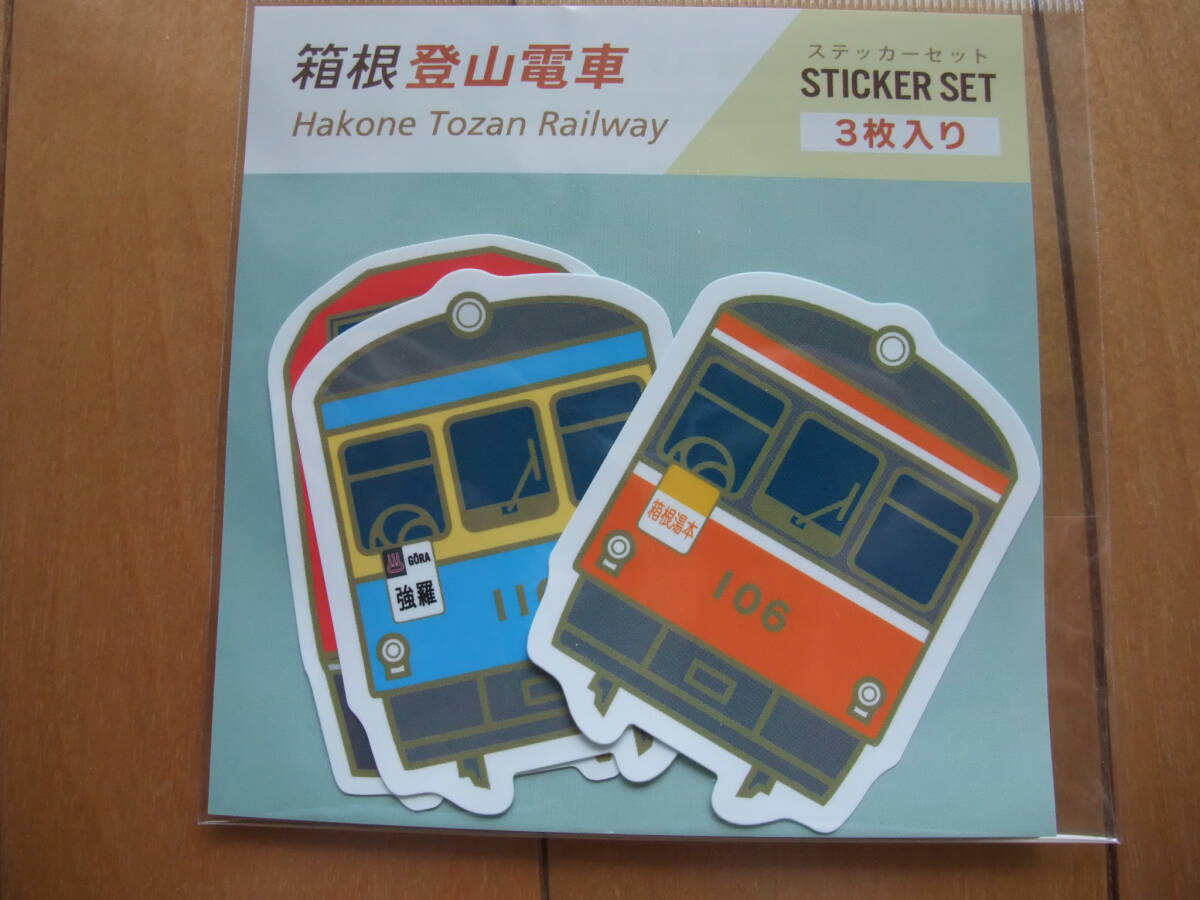 箱根登山電車
Hakone Tozan Railway
ステッカーセット
STICKER SET
3枚入り
GŌRA
強羅
箱根湯本
106